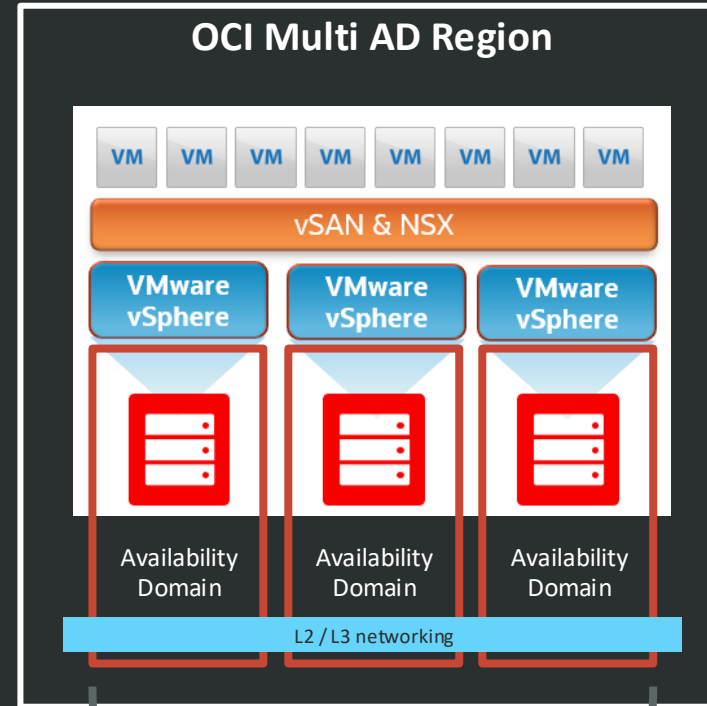 OCI Multi AD Region
VM VM VM VM VM VM VM VM
vSAN & NSX
VMware VMware VMware
vSphere vSphere vSphere
Availability Availability Availability
Domain Domain Domain
L2 / L3 networking